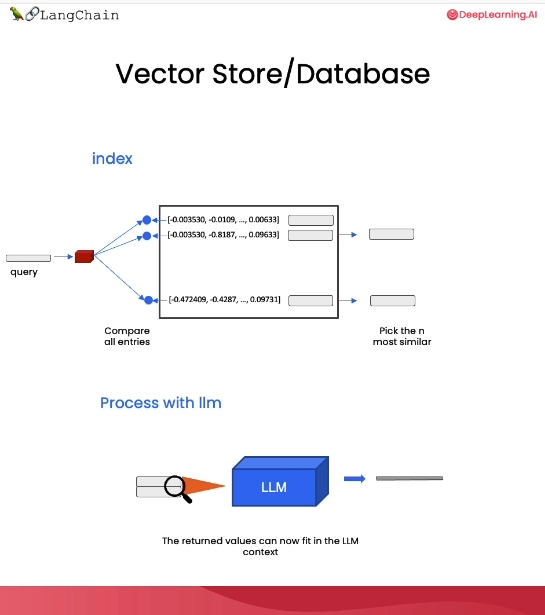 LangChain
DeepLearning.AI
Vector Store/Database
index
[-0.003530, -0.0109, ..., 0.00633]
[-0.003530, -0.8187, ..., 0.09633]
query
[-0.472409, -0.4287, ..., 0.09731]
Compare
all entries
Pick the n
most similar
Process with llm
LLM
The returned values can now fit in the LLM
context